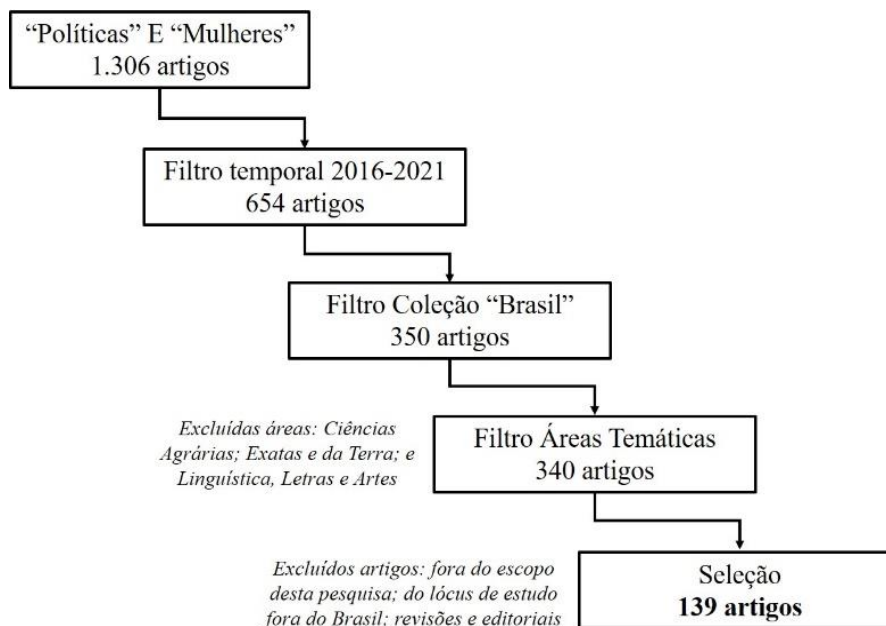 “Políticas” E “Mulheres”
1.306 artigos
Filtro temporal 2016-2021
654 artigos
Filtro Coleção “Brasil”
350 artigos
Excluídas áreas: Ciências
Agrárias; Exatas e da Terra; e
Linguística, Letras e Artes
Filtro Áreas Temáticas
340 artigos
Excluídos artigos: fora do escopo
desta pesquisa; do lócus de estudo
fora do Brasil; revisões e editoriais
Seleção
139 artigos